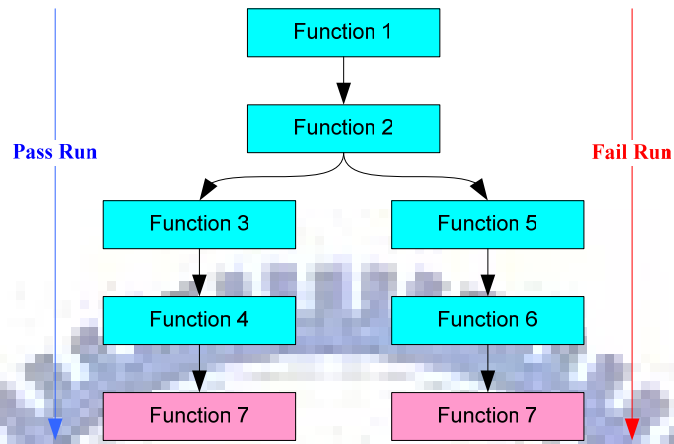 Function 1
Function 2
Pass Run
Fail Run
Function 3
Function 5
Function 4
Function 6
Function 7
Function 7